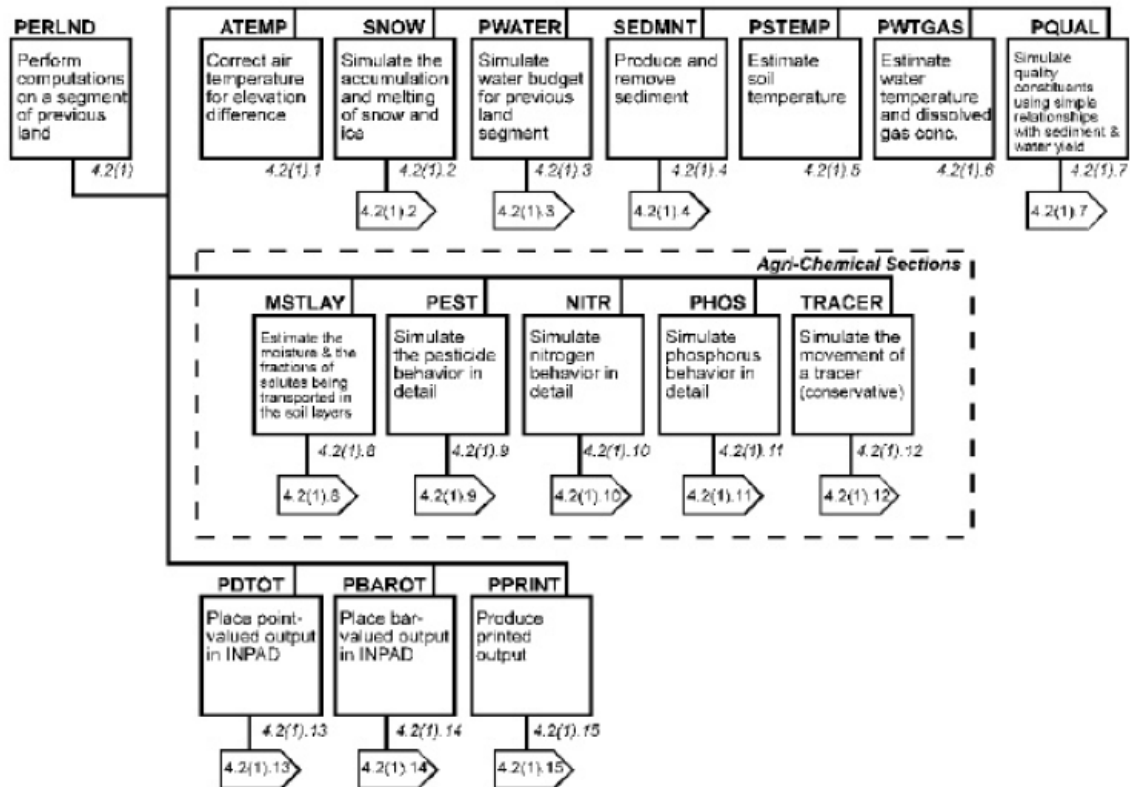 PERLND
Perform
computations
on a segment
of previous
land
4.2(1)
ATEMP
Correct air
temperature
for elevation
difference
4.2(1).1
SNOW
Simulate the
accumulation
and melting
of snow and
ice
4.2(1).2
4.2(1).2
PWATER
Simulate
water budget
for previous
land
segment
4.2(1).3
4.2(1).3
SEDMNT
Produce and
remove
sediment
4.2(1).4
4.2(1).4
PSTEMP
Estimate
soil
temperature
4.2(1).5
PWTGAS
Estimate
water
temperature
and dissolved
gas conc.
4.2(1).6
PQUAL
Simulate
quality
constituents
using simple
relationships
with sediment &
water yield
4.2(1).7
4.2(1).7
Agri-Chemical Sections
MSTLAY
Estimate the
moisture & the
fractions of
solutes being
transported in
the soil layers
4.2(1).8
4.2(1).8
PEST
Simulate
the pesticide
behavior in
detail
4.2(1).9
4.2(1).9
NITR
Simulate
nitrogen
behavior in
detail
4.2(1).10
4.2(1).10
PHOS
Simulate
phosphorus
behavior in
detail
4.2(1).11
4.2(1).11
TRACER
Simulate the
movement of
a tracer
(conservative)
4.2(1).12
4.2(1).12
PDTOT
Place point-
valued output
in INPAD
4.2(1).13
4.2(1).13
PBAROT
Place bar-
valued output
in INPAD
4.2(1).14
4.2(1).14
PPRINT
Produce
printed
output
4.2(1).15
4.2(1).15